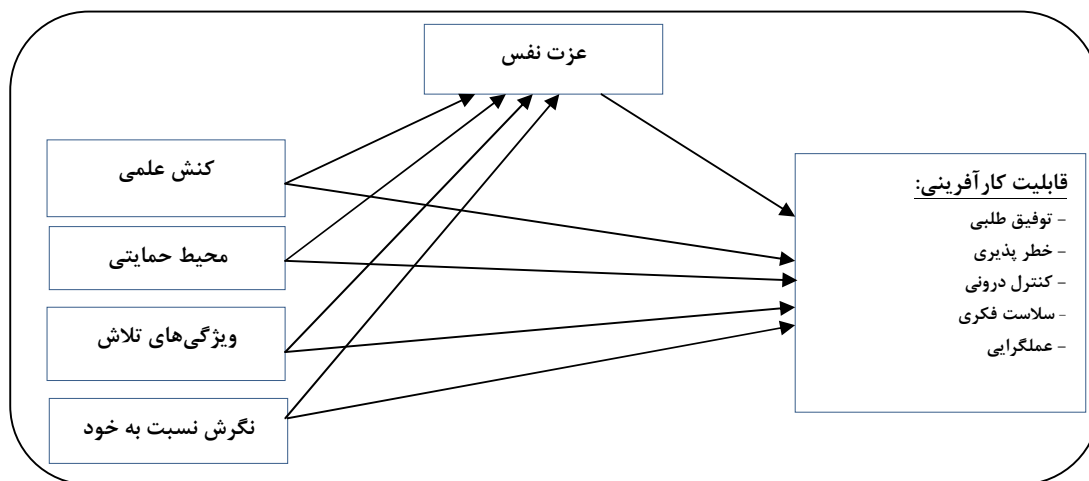 عزت نفس
کنش علمی
محیط حمایتی
ویژگی‌های تلاش
نگرش نسبت به خود
قابلیت کارآفرینی:
- توفیق طلبی
- خطر پذیری
- کنترل درونی
- سلاست فکری
- عملگرایی